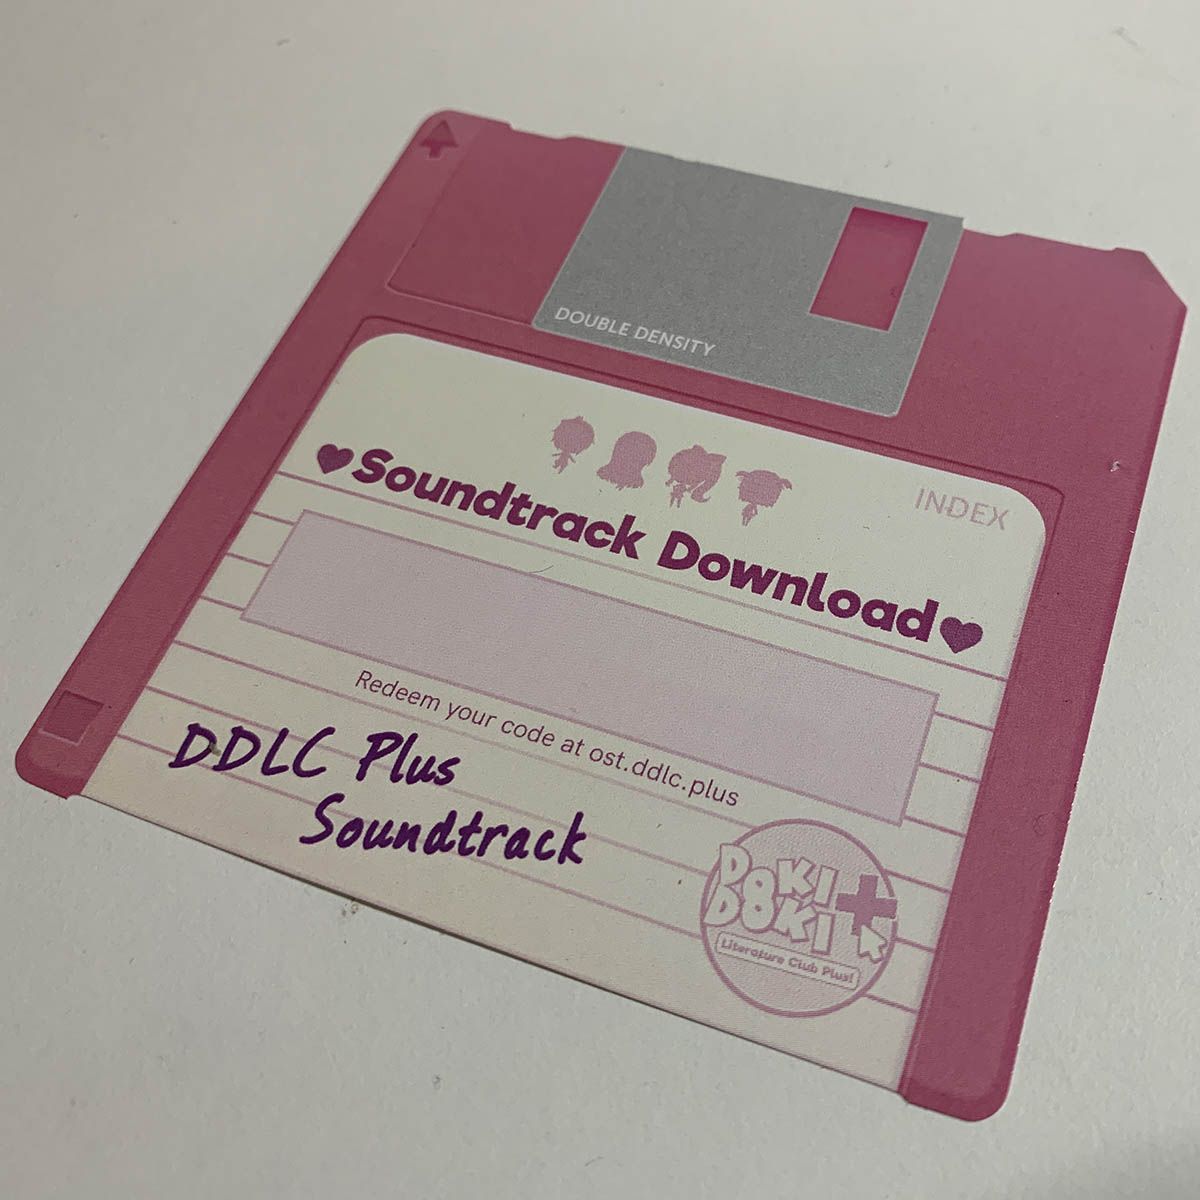 DOUBLE DENSITY
INDEX
Soundtrack Download
Redeem your code at ost.ddlc.plus
DDLC Plus
Soundtrack
DOKI
DOKI
Literature Club Plus!